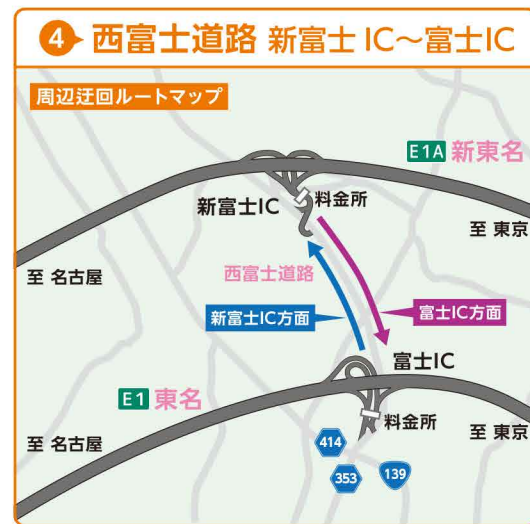 4 西富士道路 新富士IC～富士IC
周辺迂回ルートマップ
E1A 新東名
新富士IC
料金所
至 東京
至 名古屋
西富士道路
新富士IC方面
富士IC方面
富士IC
E1 東名
料金所
至 名古屋
至 東京
414
353
139